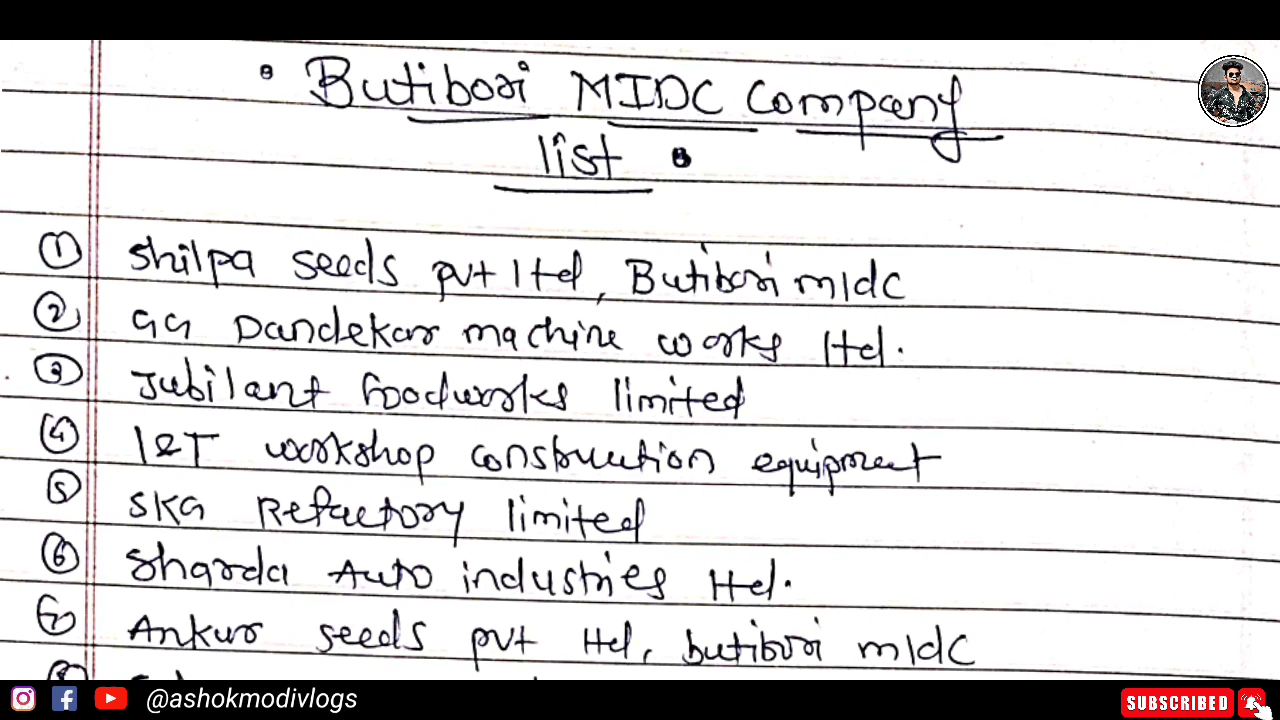 • Butibori MIDC Company
list •
① Shilpa seeds pvt ltd, Butibori mIdC
② GG Dandekar machine works ltd.
③ Jubilant foodworks limited
④ l&T workshop construction equipment
⑤ SKG Refactory limited
⑥ Sharda Auto industries ltd.
⑦ Ankur seeds pvt ltd, butibori mIdC
⑧
@ashokmodivlogs
SUBSCRIBED